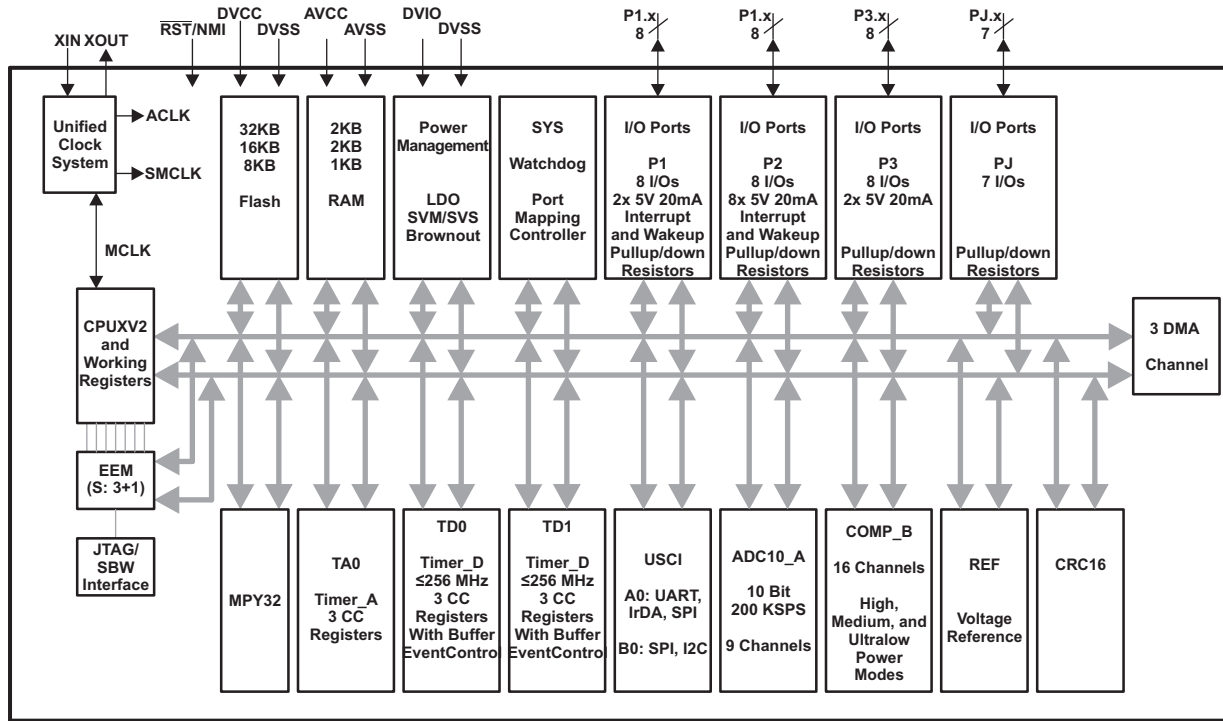 XIN XOUT
RST/NMI
DVCC
DVSS
AVCC
AVSS
DVIO
DVSS
P1.x
8
P1.x
8
P3.x
8
PJ.x
7
Unified
Clock
System
ACLK
SMCLK
MCLK
32KB
16KB
8KB
Flash
2KB
2KB
1KB
RAM
Power
Management
LDO
SVM/SVS
Brownout
SYS
Watchdog
Port
Mapping
Controller
I/O Ports
P1
8 I/Os
2x 5V 20mA
Interrupt
and Wakeup
Pullup/down
Resistors
I/O Ports
P2
8 I/Os
8x 5V 20mA
Interrupt
and Wakeup
Pullup/down
Resistors
I/O Ports
P3
8 I/Os
2x 5V 20mA
Pullup/down
Resistors
I/O Ports
PJ
7 I/Os
Pullup/down
Resistors
CPUXV2
and
Working
Registers
3 DMA
Channel
EEM
(S: 3+1)
JTAG/
SBW
Interface
MPY32
TA0
Timer_A
3 CC
Registers
TD0
Timer_D
≤256 MHz
3 CC
Registers
With Buffer
EventControl
TD1
Timer_D
≤256 MHz
3 CC
Registers
With Buffer
EventControl
USCI
A0: UART,
IrDA, SPI
B0: SPI, I2C
ADC10_A
10 Bit
200 KSPS
9 Channels
COMP_B
16 Channels
High,
Medium, and
Ultralow
Power
Modes
REF
Voltage
Reference
CRC16